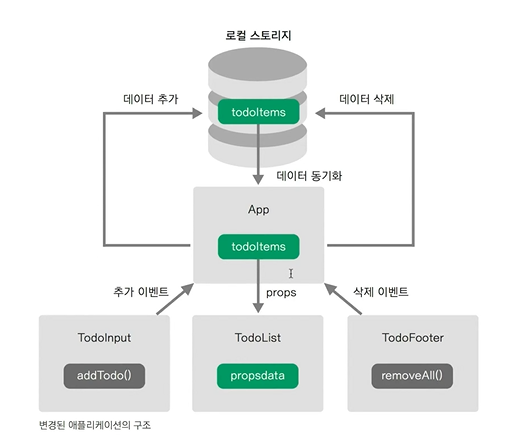 로컬 스토리지
데이터 추가
todoItems
데이터 삭제
데이터 동기화
App
todoItems
추가 이벤트
props
삭제 이벤트
TodoInput
TodoList
TodoFooter
addTodo()
propsdata
removeAll()
변경된 애플리케이션의 구조